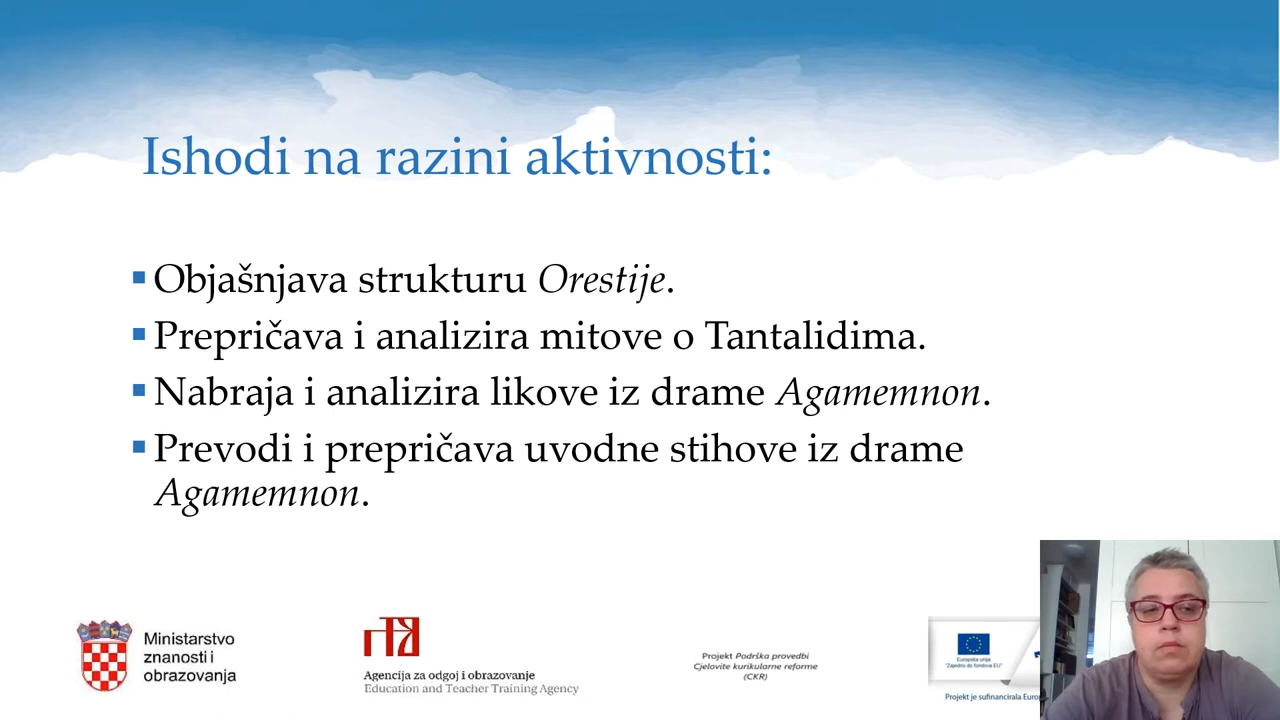 Ishodi na razini aktivnosti:
Objašnjava strukturu Orestije.
Prepričava i analizira mitove o Tantalidima.
Nabraja i analizira likove iz drame Agamemnon.
Prevodi i prepričava uvodne stihove iz drame
Agamemnon.
Ministarstvo
znanosti i
obrazovanja
Agencija za odgoj i obrazovanje
Education and Teacher Training Agency
Projekt Podrška provedbi
Cjelovite kurikularne reforme
(CKR)
Europska unija
"Zajedno do fondova EU"
Projekt je sufinancirala